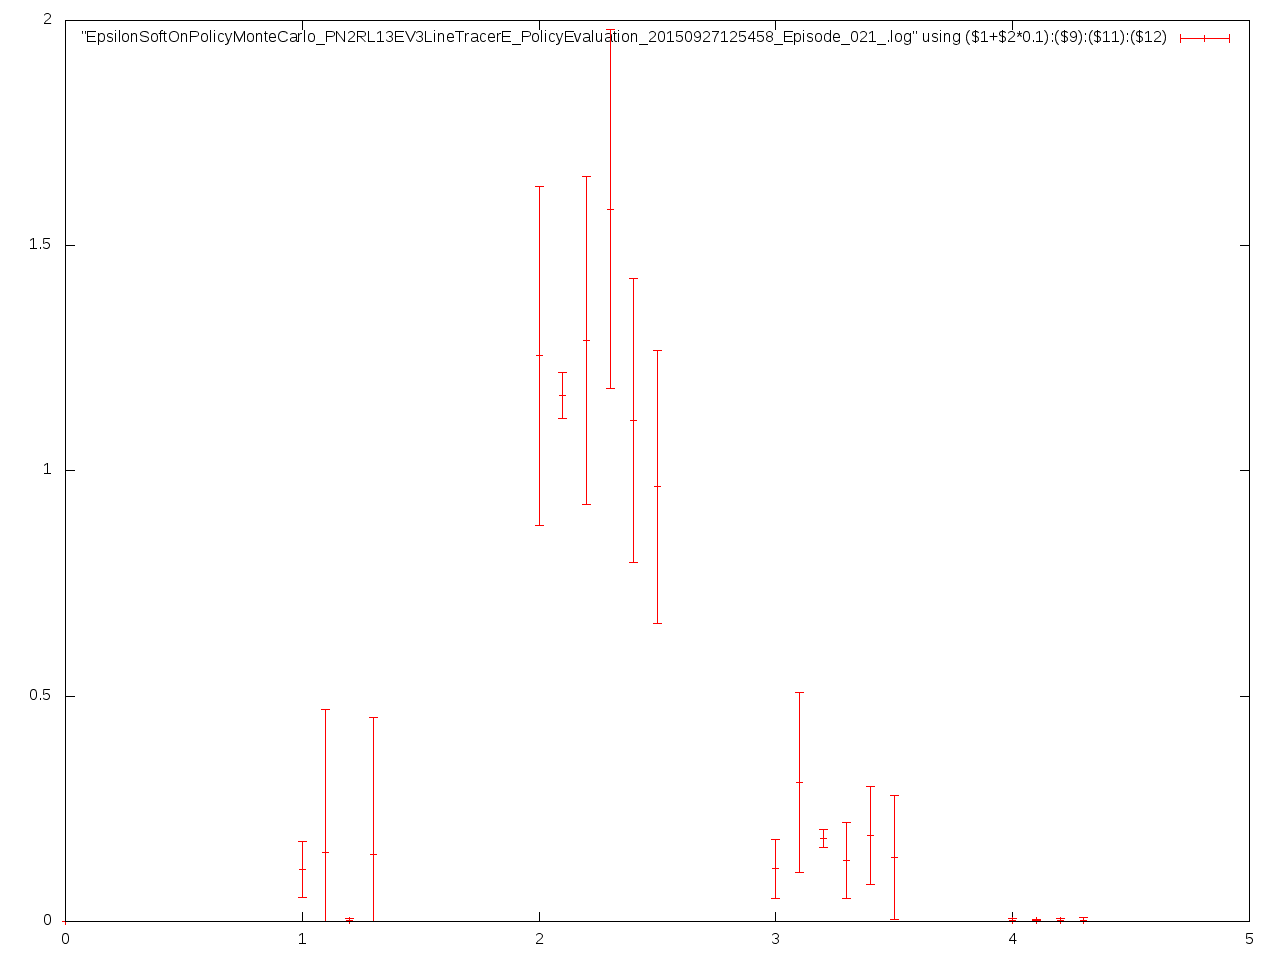 2
"EpsilonSoftOnPolicyMonteCarlo_PN2RL13EV3LineTracerE_PolicyEvaluation_20150927125458_Episode_021_.log" using ($1+$2*0.1):($9):($11):($12)
1.5
1
0.5
0
0 1 2 3 4 5